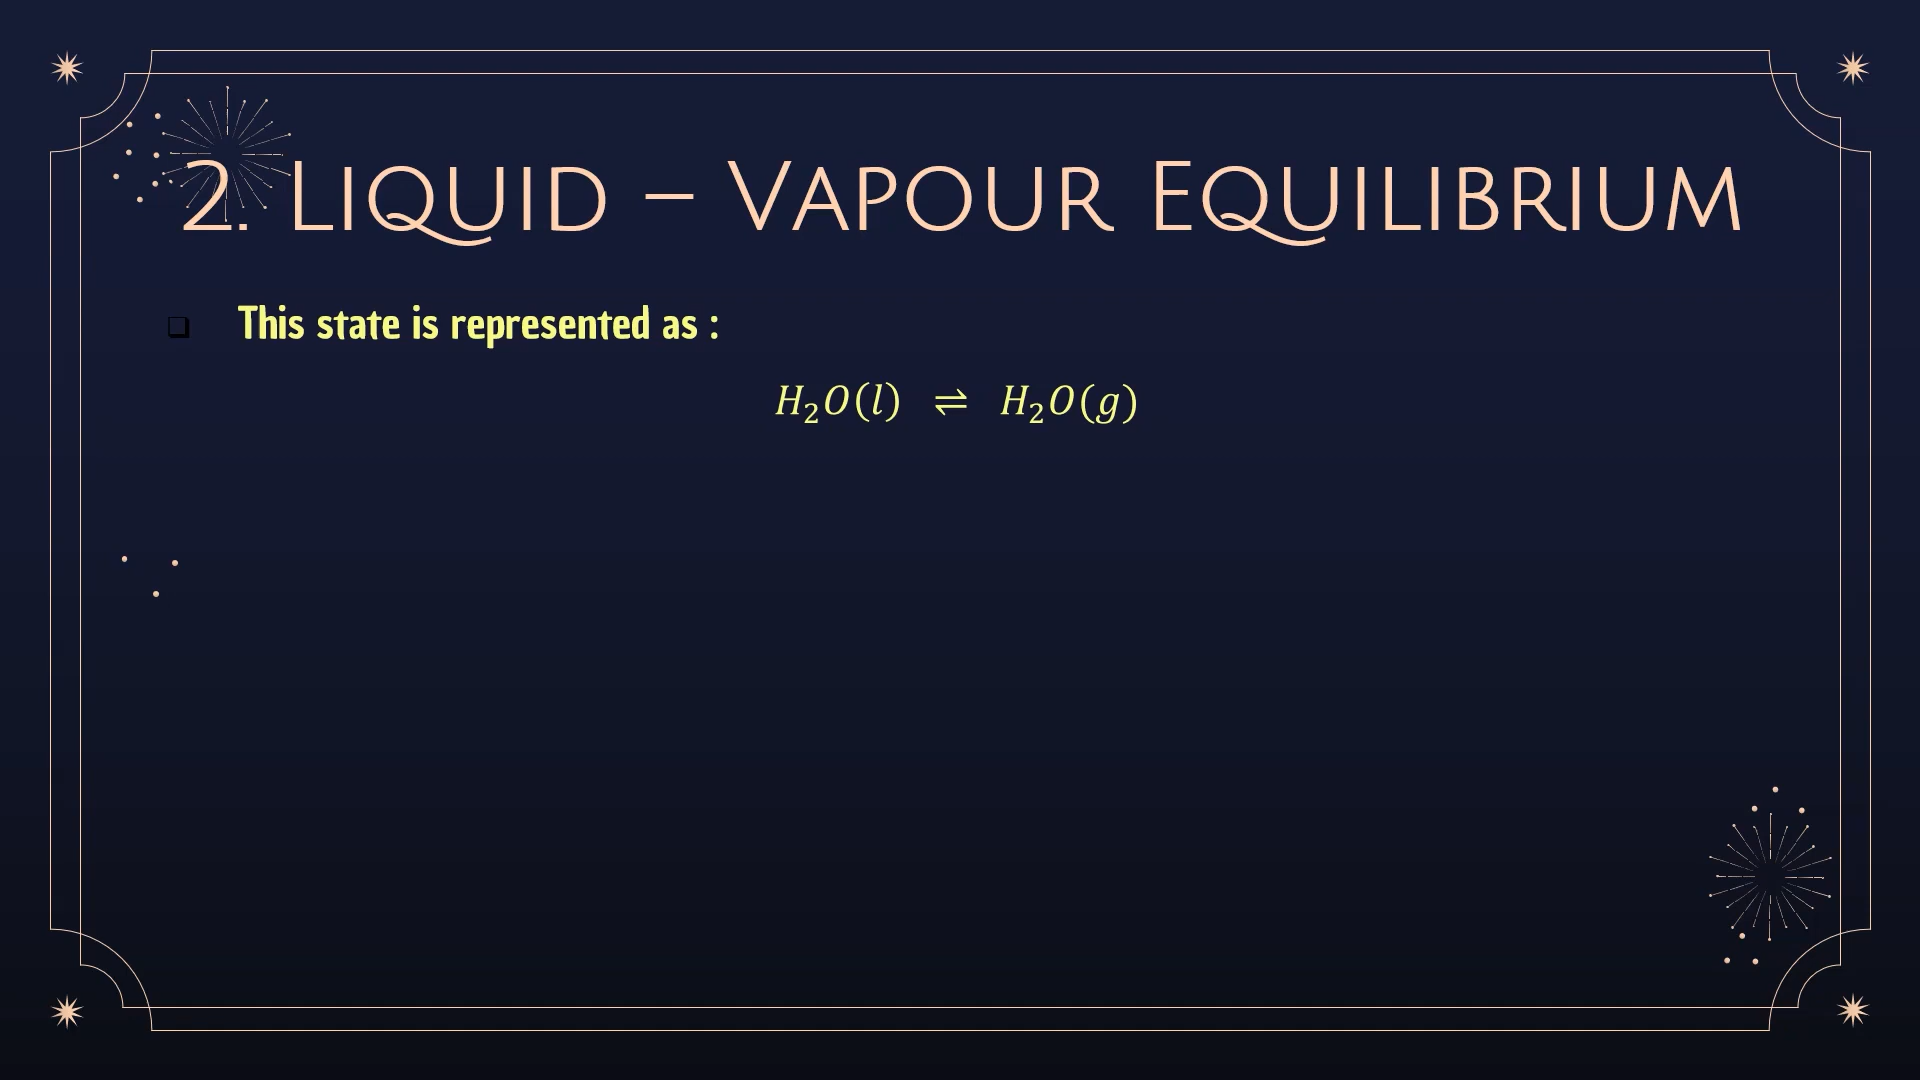 2. Liquid – Vapour Equilibrium
❑ This state is represented as :
H₂O(l) ⇌ H₂O(g)